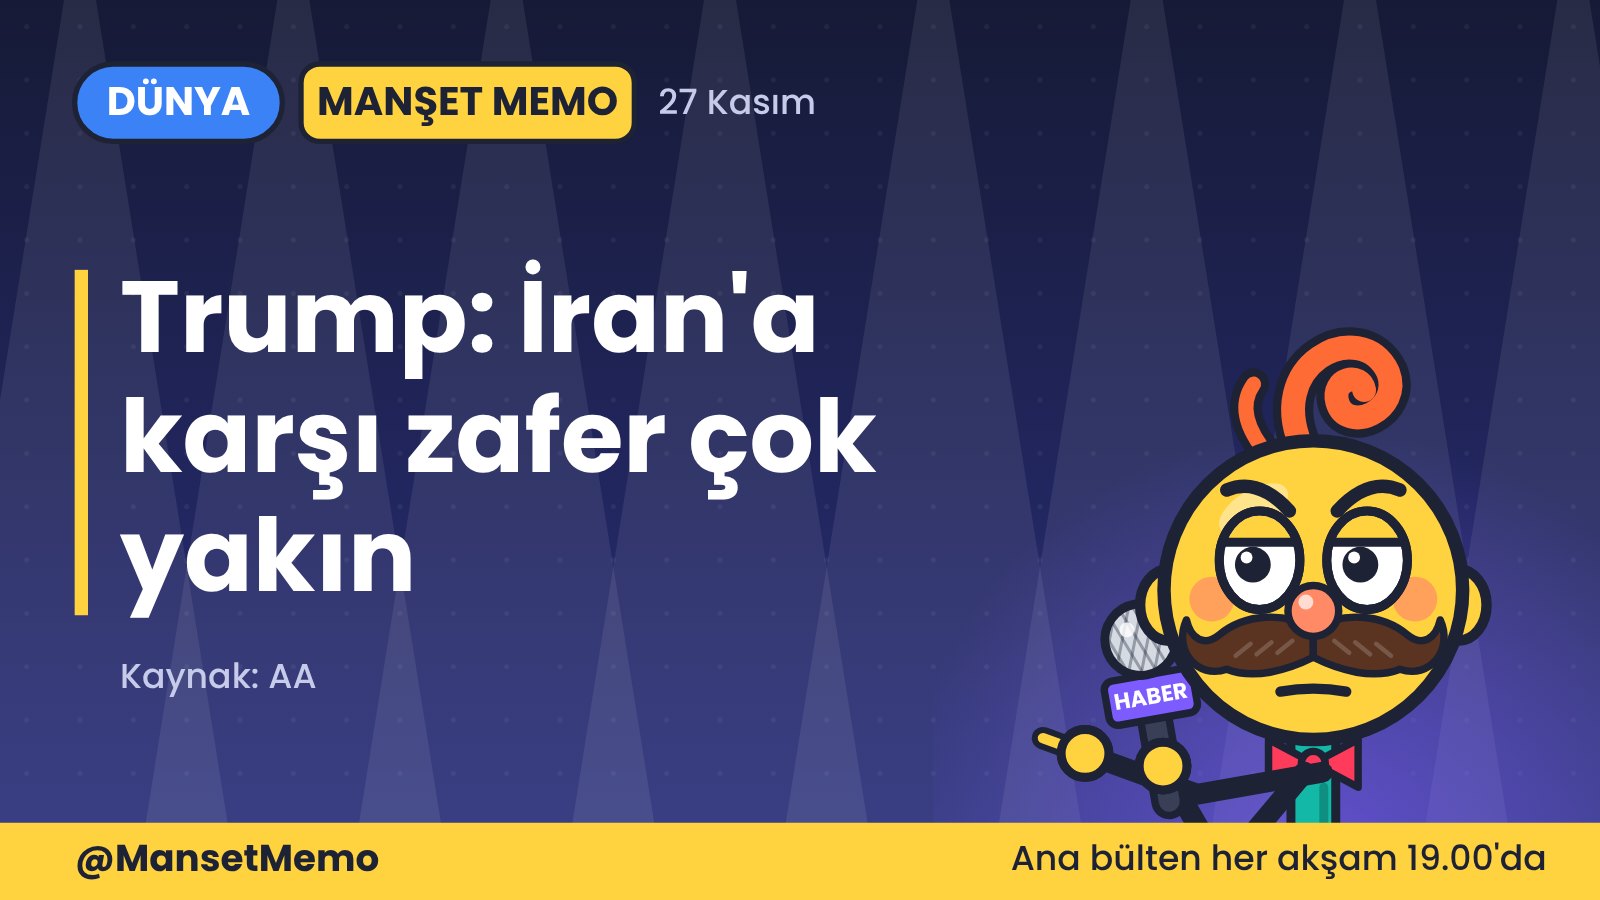 DÜNYA MANŞET MEMO 27 Kasım
Trump: İran'a
karşı zafer çok
yakın
Kaynak: AA
HABER
@MansetMemo
Ana bülten her akşam 19.00'da